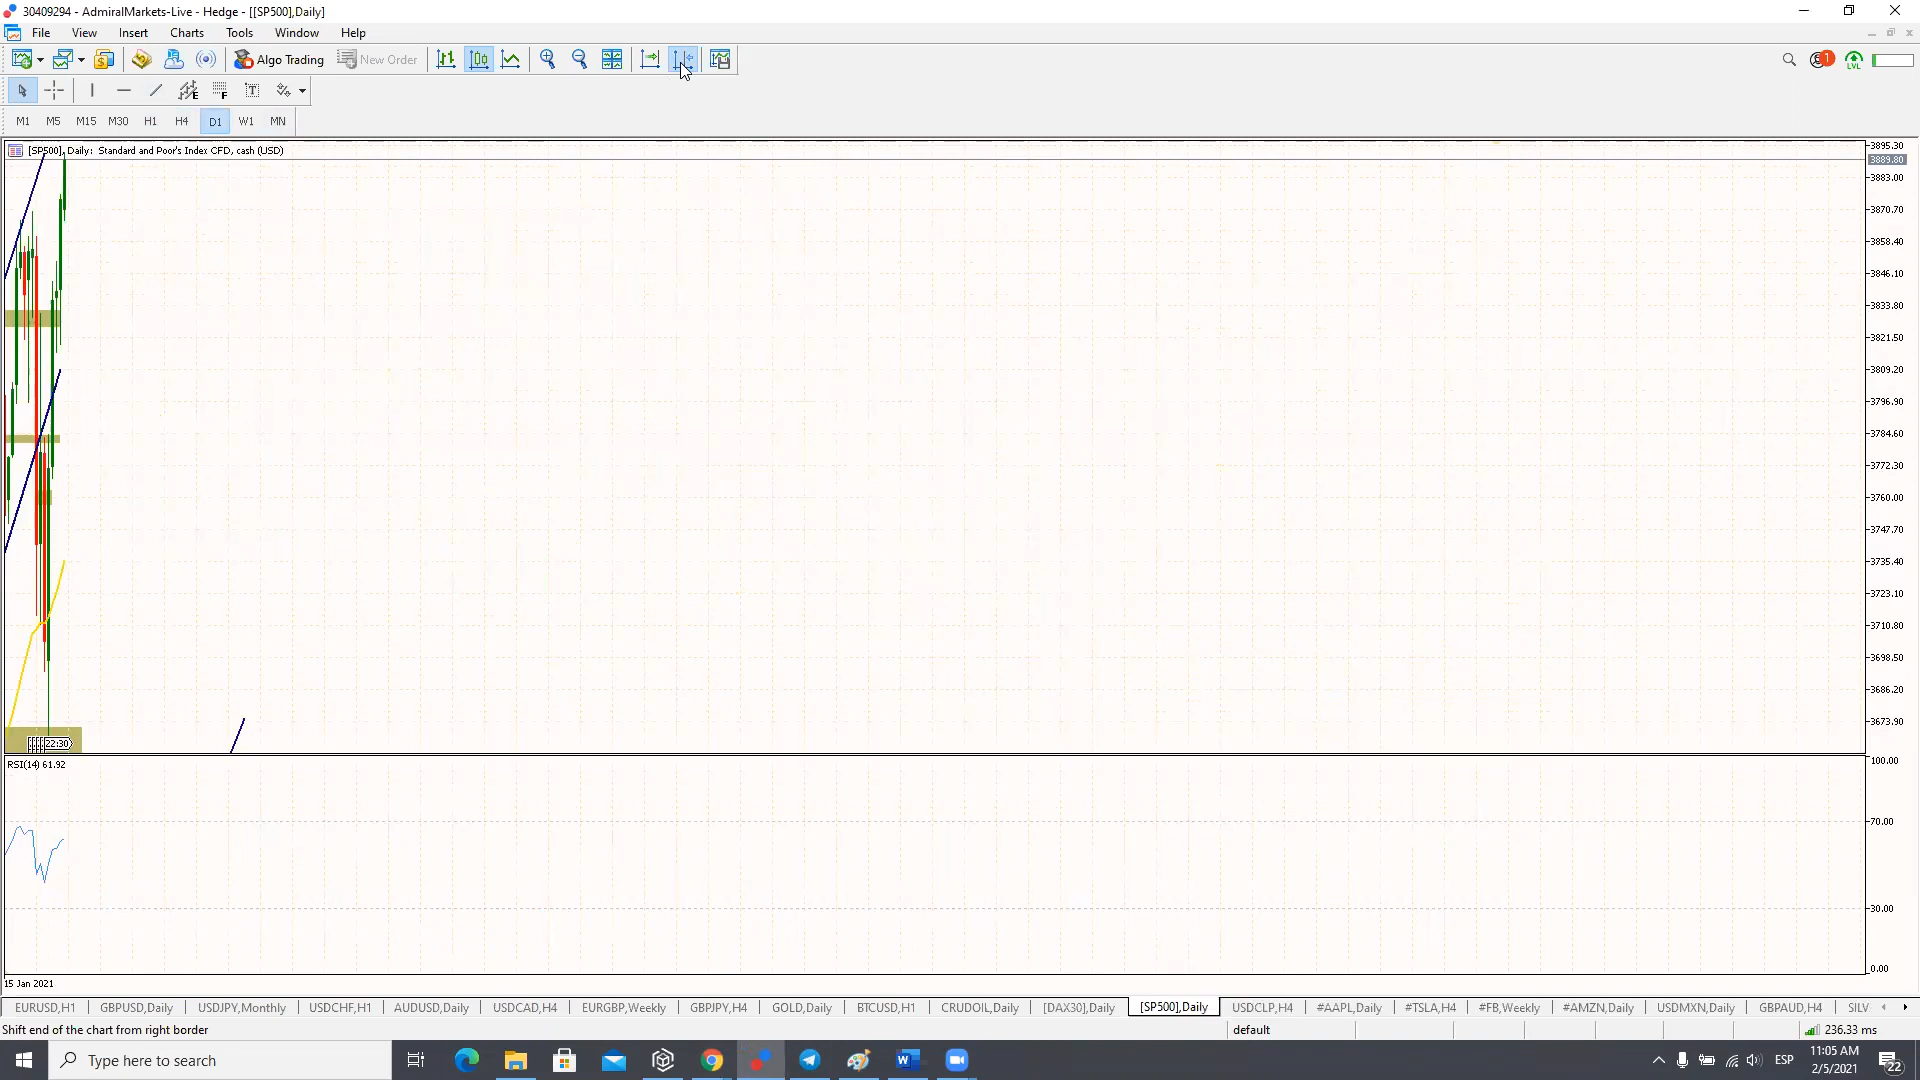 30409294 - AdmiralMarkets-Live - Hedge - [[SP500],Daily]
File View Insert Charts Tools Window Help
Algo Trading New Order
1 LVL
E F T
M1 M5 M15 M30 H1 H4 D1 W1 MN
[SP500], Daily: Standard and Poor's Index CFD, cash (USD)
3895.30
3889.80
3883.00
3870.70
3858.40
3846.10
3833.80
3821.50
3809.20
3796.90
3784.60
3772.30
3760.00
3747.70
3735.40
3723.10
3710.80
3698.50
3686.20
3673.90
22:30
RSI(14) 61.92
100.00
70.00
30.00
0.00
15 Jan 2021
EURUSD,H1 GBPUSD,Daily USDJPY,Monthly USDCHF,H1 AUDUSD,Daily USDCAD,H4 EURGBP,Weekly GBPJPY,H4 GOLD,Daily BTCUSD,H1 CRUDOIL,Daily [DAX30],Daily [SP500],Daily USDCLP,H4 #AAPL,Daily #TSLA,H4 #FB,Weekly #AMZN,Daily USDMXN,Daily GBPAUD,H4 SILV
Shift end of the chart from right border default 236.33 ms
Type here to search ESP 11:05 AM
2/5/2021 22